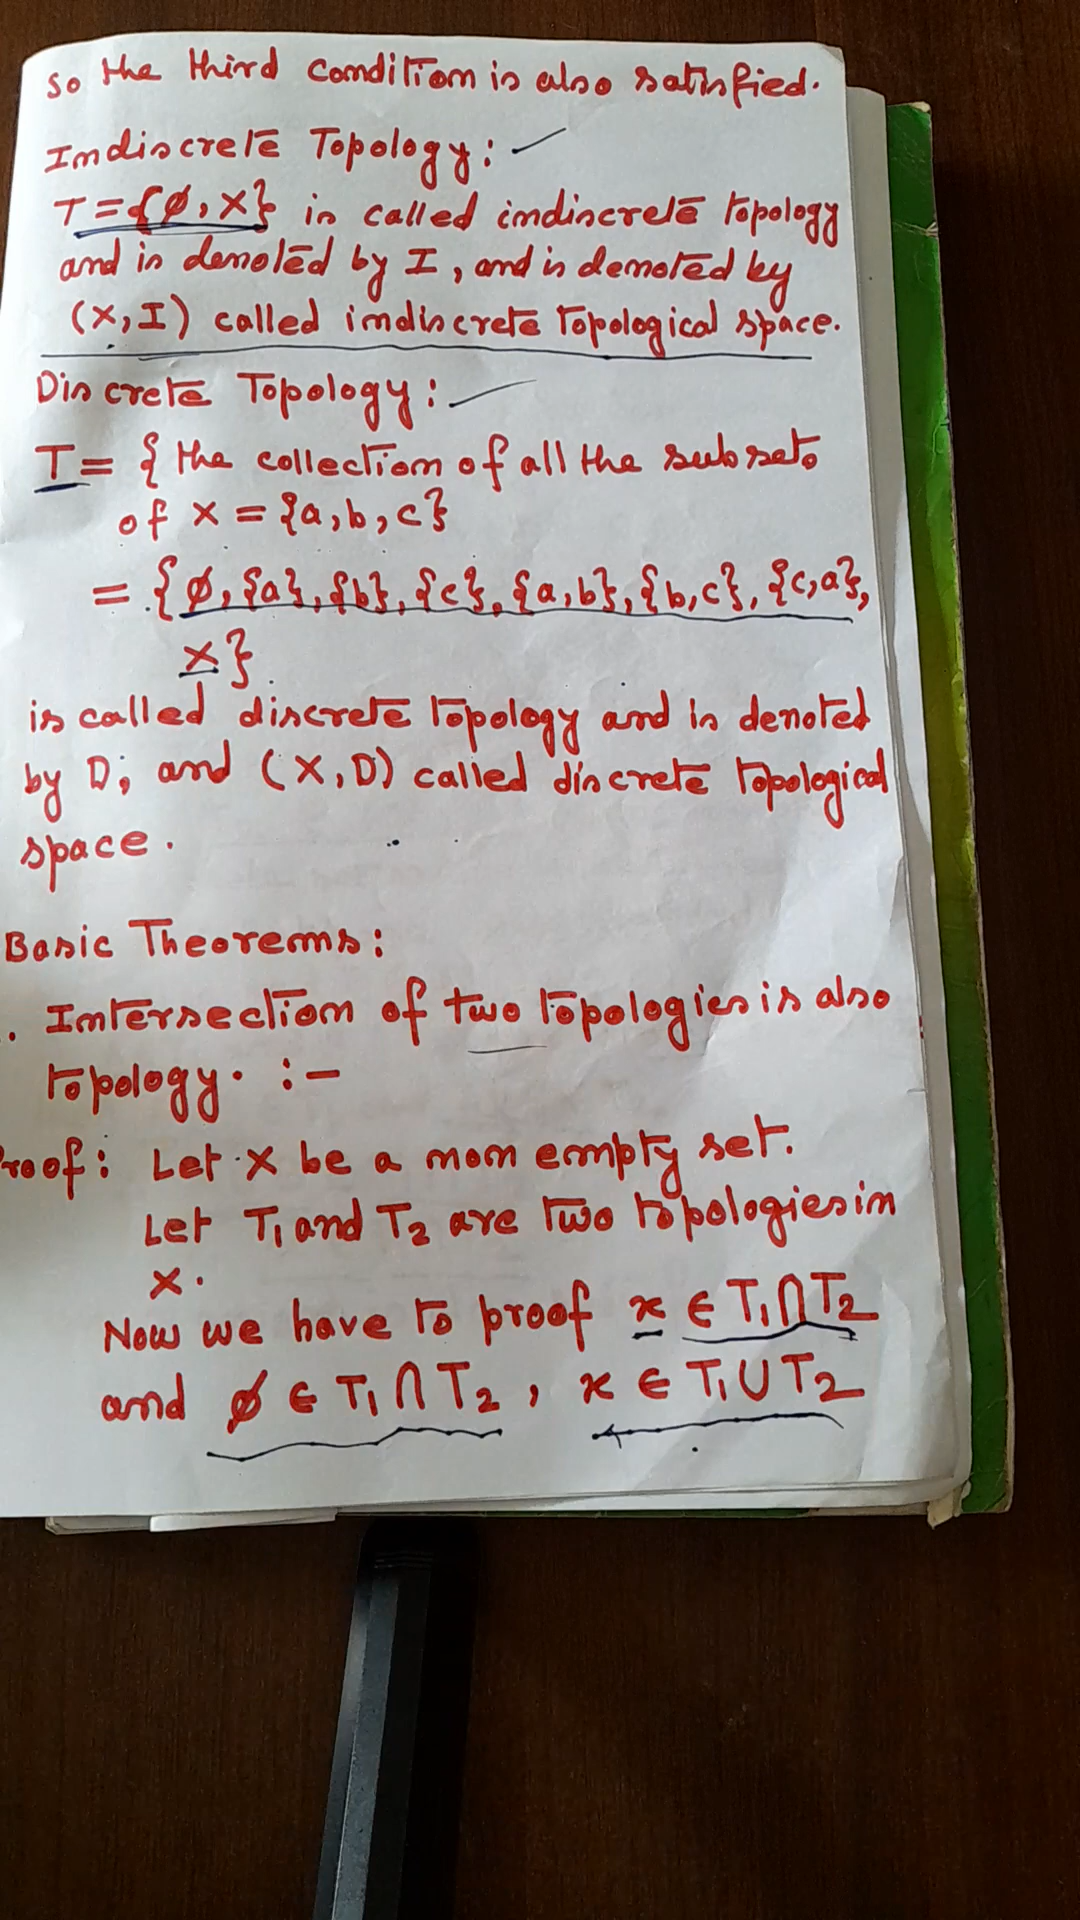 so the third condition is also satisfied.
Indiscrete Topology:
T={φ,X} is called indiscrete topology
and is denoted by I, and is denoted by
(X,I) called indiscrete topological space.
Discrete Topology:
T= { the collection of all the subsets
of X = {a,b,c}
= {φ,{a},{b},{c},{a,b},{b,c},{c,a},
X}
is called discrete topology and is denoted
by D; and (X,D) called discrete topological
space.
Basic Theorems:
. Intersection of two topologies is also
topology. :-
roof: Let X be a non empty set.
Let T₁ and T₂ are two topologies in
X.
Now we have to proof x ∈ T₁∩T₂
and φ ∈ T₁∩T₂, x ∈ T₁∪T₂